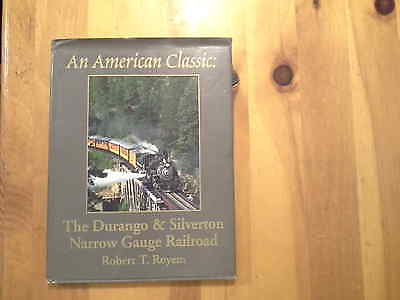 An American Classic:
The Durango & Silverton
Narrow Gauge Railroad
Robert T. Royem